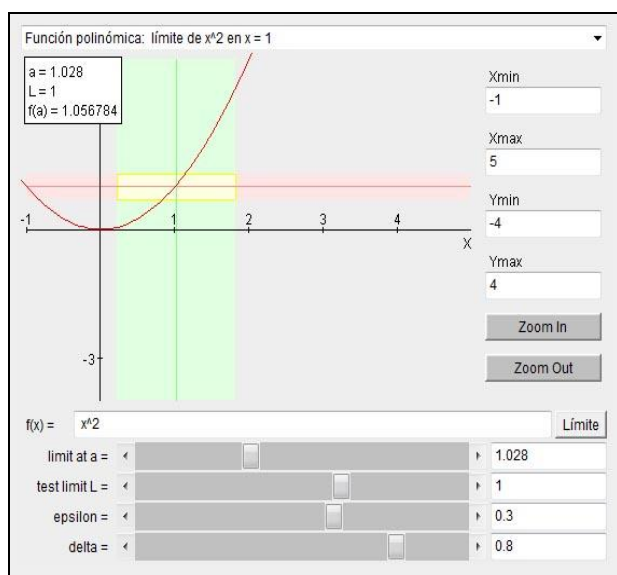 Función polinómica: límite de x^2 en x = 1
a = 1.028
L = 1
f(a) = 1.056784
-1 1 2 3 4
X
-3
Xmin
-1
Xmax
5
Ymin
-4
Ymax
4
Zoom In
Zoom Out
f(x) = x^2 Límite
limit at a = 1.028
test limit L = 1
epsilon = 0.3
delta = 0.8